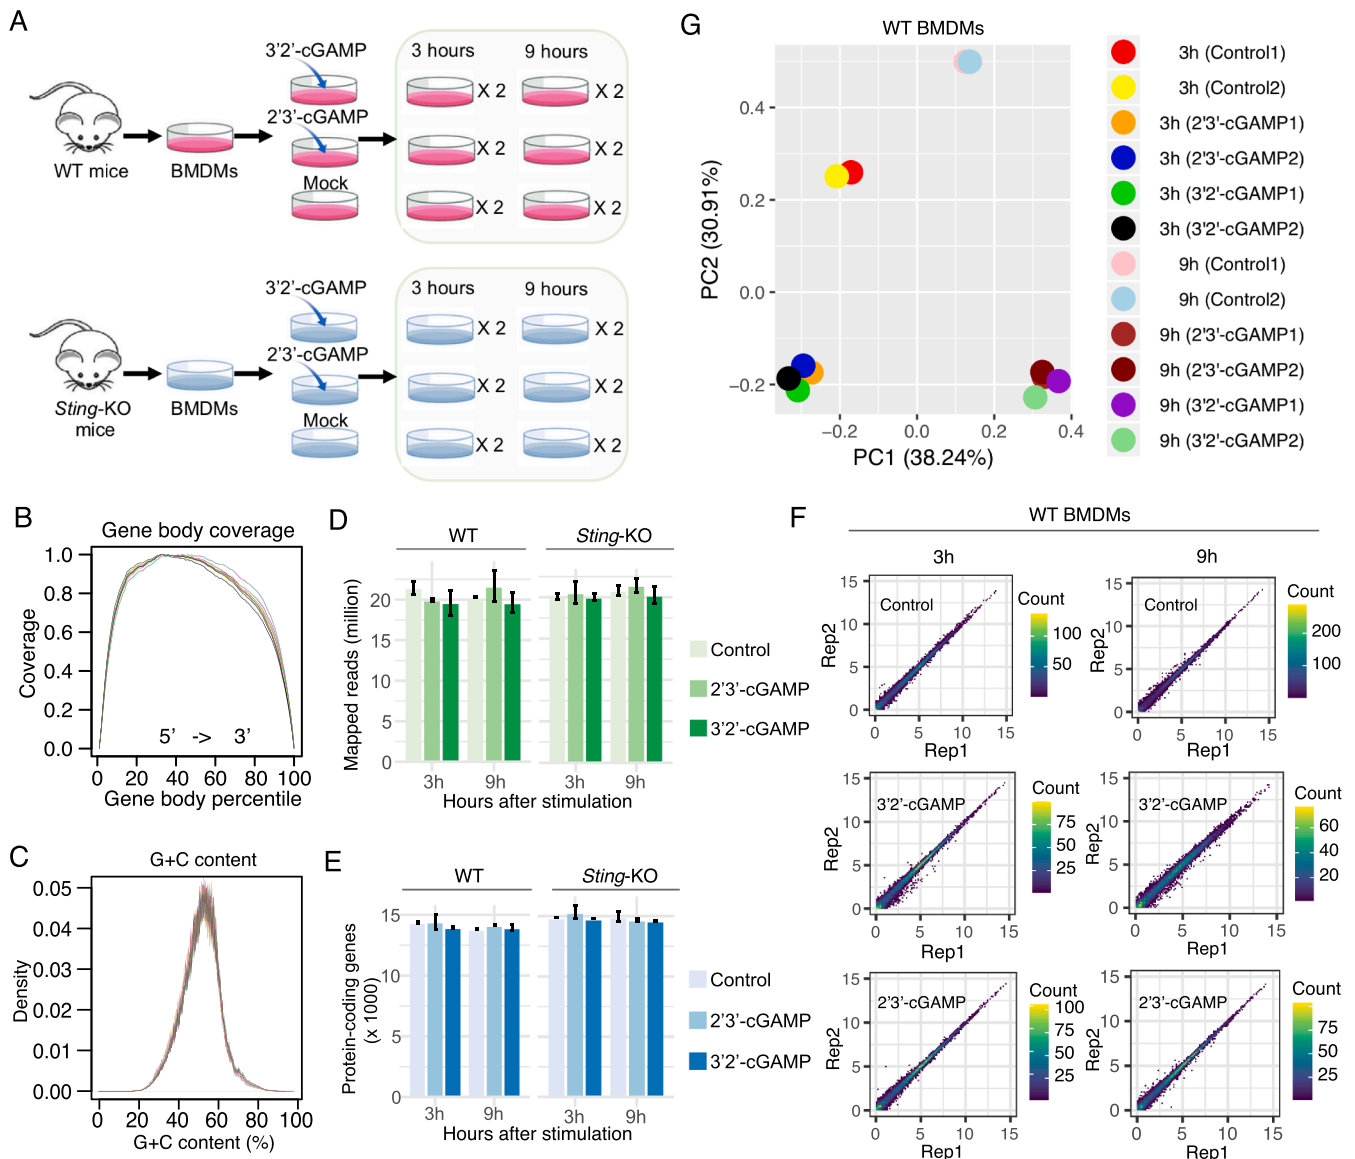 A
3'2'-cGAMP
3 hours
9 hours
X 2
X 2
2'3'-cGAMP
WT mice
BMDMs
X 2
X 2
Mock
X 2
X 2
3'2'-cGAMP
3 hours
9 hours
X 2
X 2
2'3'-cGAMP
Sting-KO
mice
BMDMs
X 2
X 2
Mock
X 2
X 2
G
WT BMDMs
PC2 (30.91%)
0.4
0.2
0.0
−0.2
−0.2
0.0
0.2
0.4
PC1 (38.24%)
3h (Control1)
3h (Control2)
3h (2'3'-cGAMP1)
3h (2'3'-cGAMP2)
3h (3'2'-cGAMP1)
3h (3'2'-cGAMP2)
9h (Control1)
9h (Control2)
9h (2'3'-cGAMP1)
9h (2'3'-cGAMP2)
9h (3'2'-cGAMP1)
9h (3'2'-cGAMP2)
B
Gene body coverage
Coverage
1.0
0.8
0.6
0.4
0.2
0.0
5' -> 3'
0 20 40 60 80 100
Gene body percentile
C
G+C content
Density
0.05
0.04
0.03
0.02
0.01
0.00
0 20 40 60 80 100
G+C content (%)
D
WT
Sting-KO
Mapped reads (million)
20
15
10
5
0
3h
9h
3h
9h
Hours after stimulation
Control
2'3'-cGAMP
3'2'-cGAMP
E
WT
Sting-KO
Protein-coding genes
(x 1000)
15
10
5
0
3h
9h
3h
9h
Hours after stimulation
Control
2'3'-cGAMP
3'2'-cGAMP
F
WT BMDMs
3h
9h
Control
Rep2
15
10
5
0
0 5 10 15
Rep1
Count
100
50
Control
Rep2
15
10
5
0
0 5 10 15
Rep1
Count
200
100
3'2'-cGAMP
Rep2
15
10
5
0
0 5 10 15
Rep1
Count
75
50
25
3'2'-cGAMP
Rep2
15
10
5
0
0 5 10 15
Rep1
Count
60
40
20
2'3'-cGAMP
Rep2
15
10
5
0
0 5 10 15
Rep1
Count
100
75
50
25
2'3'-cGAMP
Rep2
15
10
5
0
0 5 10 15
Rep1
Count
75
50
25